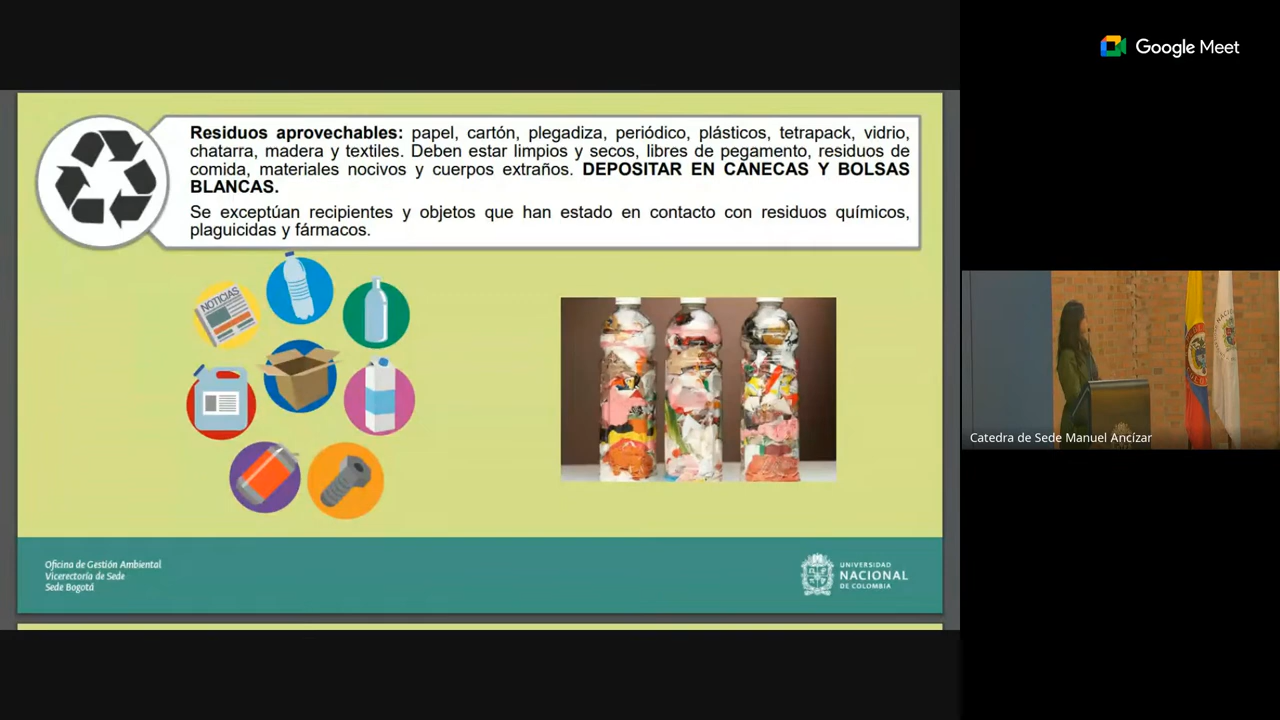 Google Meet
Residuos aprovechables: papel, cartón, plegadiza, periódico, plásticos, tetrapack, vidrio,
chatarra, madera y textiles. Deben estar limpios y secos, libres de pegamento, residuos de
comida, materiales nocivos y cuerpos extraños. DEPOSITAR EN CANECAS Y BOLSAS
BLANCAS.
Se exceptúan recipientes y objetos que han estado en contacto con residuos químicos,
plaguicidas y fármacos.
NOTICIAS
Catedra de Sede Manuel Ancízar
Oficina de Gestión Ambiental
Vicerectoría de Sede
Sede Bogotá
UNIVERSIDAD
NACIONAL
DE COLOMBIA